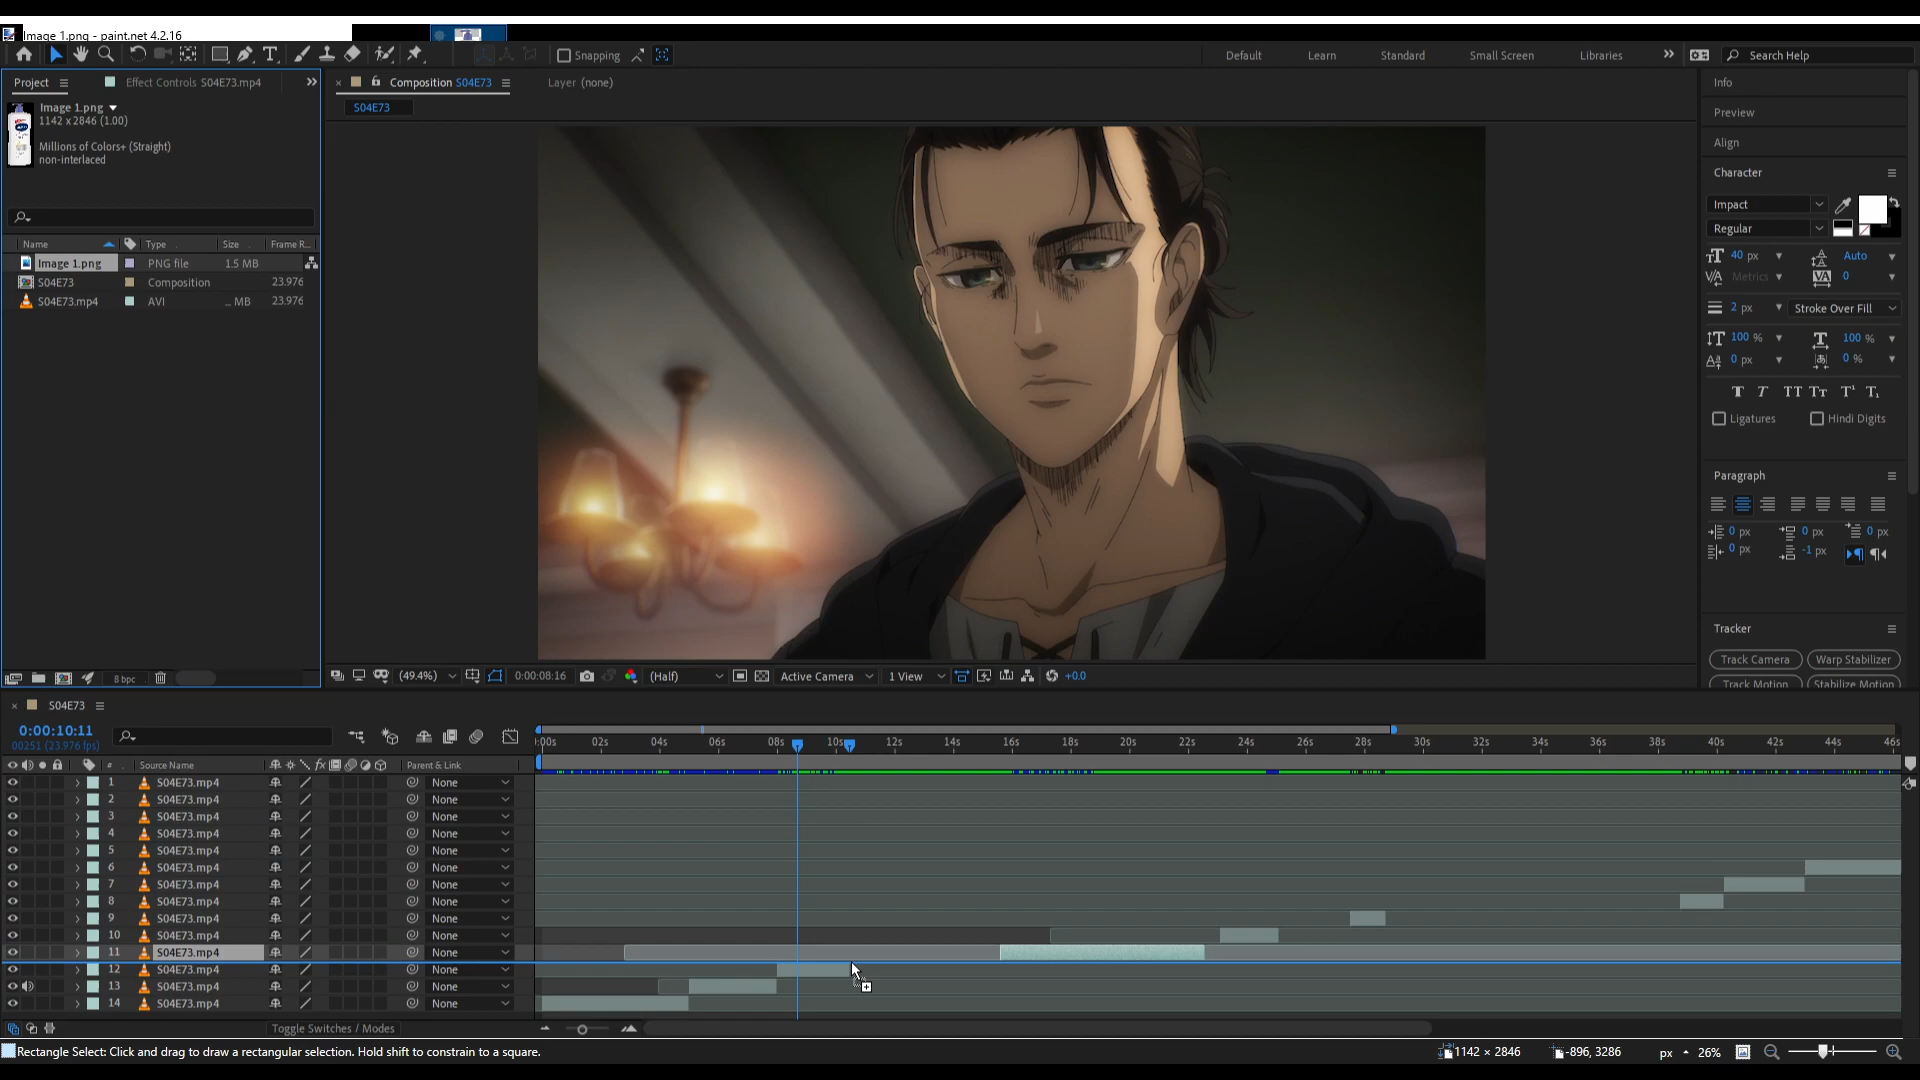 Image 1.png - paint.net 4.2.16
Snapping
Default
Learn
Standard
Small Screen
Libraries
Search Help
Project
Effect Controls S04E73.mp4
Composition S04E73
Layer (none)
S04E73
Image 1.png
1142 x 2846 (1.00)
Millions of Colors+ (Straight)
non-interlaced
Name
Type
Size
Frame R...
Image 1.png
PNG file
1.5 MB
S04E73
Composition
23.976
S04E73.mp4
AVI
... MB
23.976
8 bpc
(49.4%)
0:00:08:16
(Half)
Active Camera
1 View
+0.0
Info
Preview
Align
Character
Impact
Regular
40 px
Auto
Metrics
0
2 px
Stroke Over Fill
100 %
100 %
0 px
0 %
T T TT Tr T¹ T₁
Ligatures
Hindi Digits
Paragraph
0 px
0 px
0 px
0 px
-1 px
Tracker
Track Camera
Warp Stabilizer
Track Motion
Stabilize Motion
S04E73
0:00:10:11
00251 (23.976 fps)
:00s 02s 04s 06s 08s 10s 12s 14s 16s 18s 20s 22s 24s 26s 28s 30s 32s 34s 36s 38s 40s 42s 44s 46s
# Source Name
Parent & Link
1 S04E73.mp4 None
2 S04E73.mp4 None
3 S04E73.mp4 None
4 S04E73.mp4 None
5 S04E73.mp4 None
6 S04E73.mp4 None
7 S04E73.mp4 None
8 S04E73.mp4 None
9 S04E73.mp4 None
10 S04E73.mp4 None
11 S04E73.mp4 None
12 S04E73.mp4 None
13 S04E73.mp4 None
14 S04E73.mp4 None
Toggle Switches / Modes
Rectangle Select: Click and drag to draw a rectangular selection. Hold shift to constrain to a square.
1142 × 2846
-896, 3286
px
26%